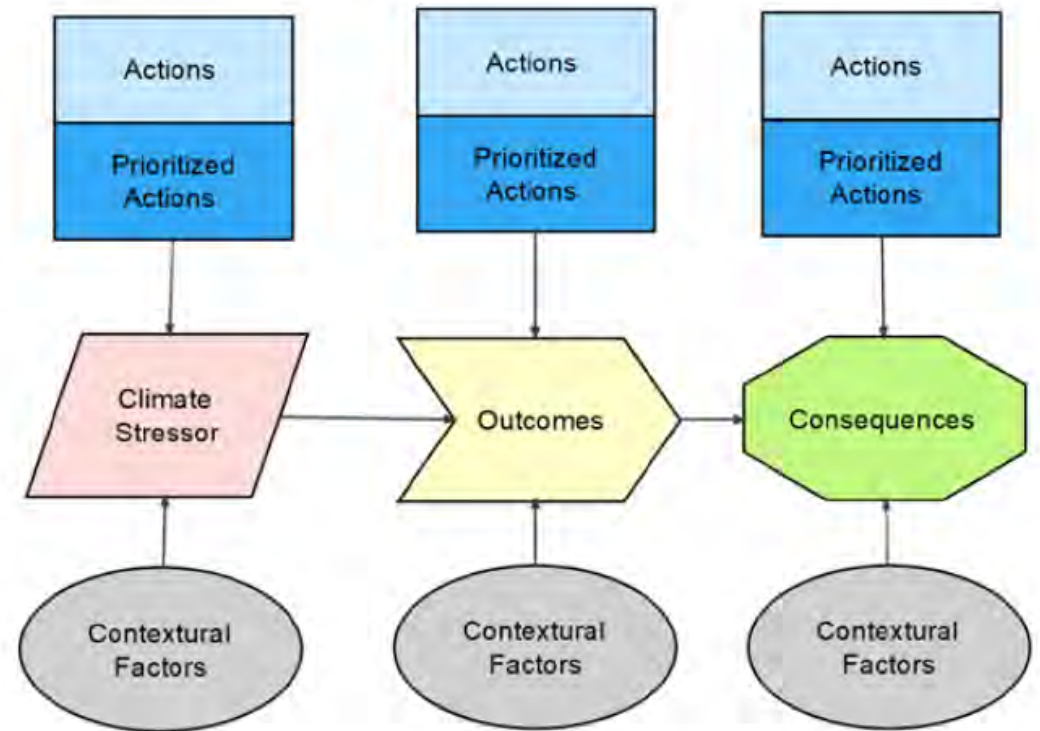 Actions
Actions
Actions
Prioritized
Actions
Prioritized
Actions
Prioritized
Actions
Climate
Stressor
Outcomes
Consequences
Contextural
Factors
Contextural
Factors
Contextural
Factors